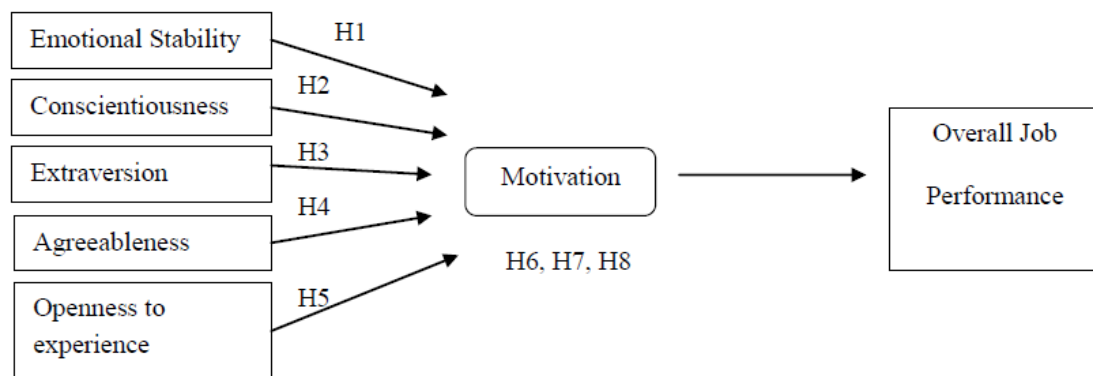 Emotional Stability
H1
Conscientiousness
H2
Extraversion
H3
Agreeableness
H4
Openness to
experience
H5
Motivation
H6, H7, H8
Overall Job
Performance